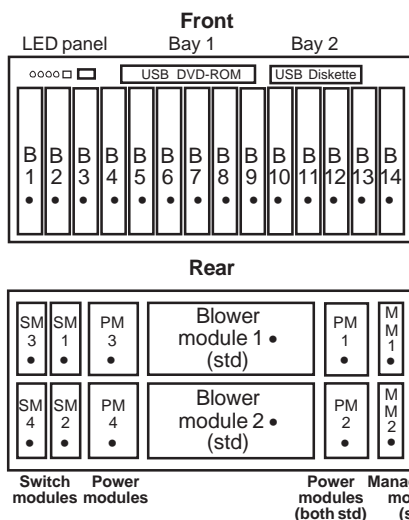 Front
LED panel Bay 1 Bay 2
USB DVD-ROM USB Diskette
B B B B B B B B B B B B B B
1 2 3 4 5 6 7 8 9 10 11 12 13 14
Rear
SM 3
SM 1
PM 3
Blower
module 1
(std)
PM 1
M M 1
SM 4
SM 2
PM 4
Blower
module 2
(std)
PM 2
M M 2
Switch
modules
Power
modules
Power
modules
(both std)